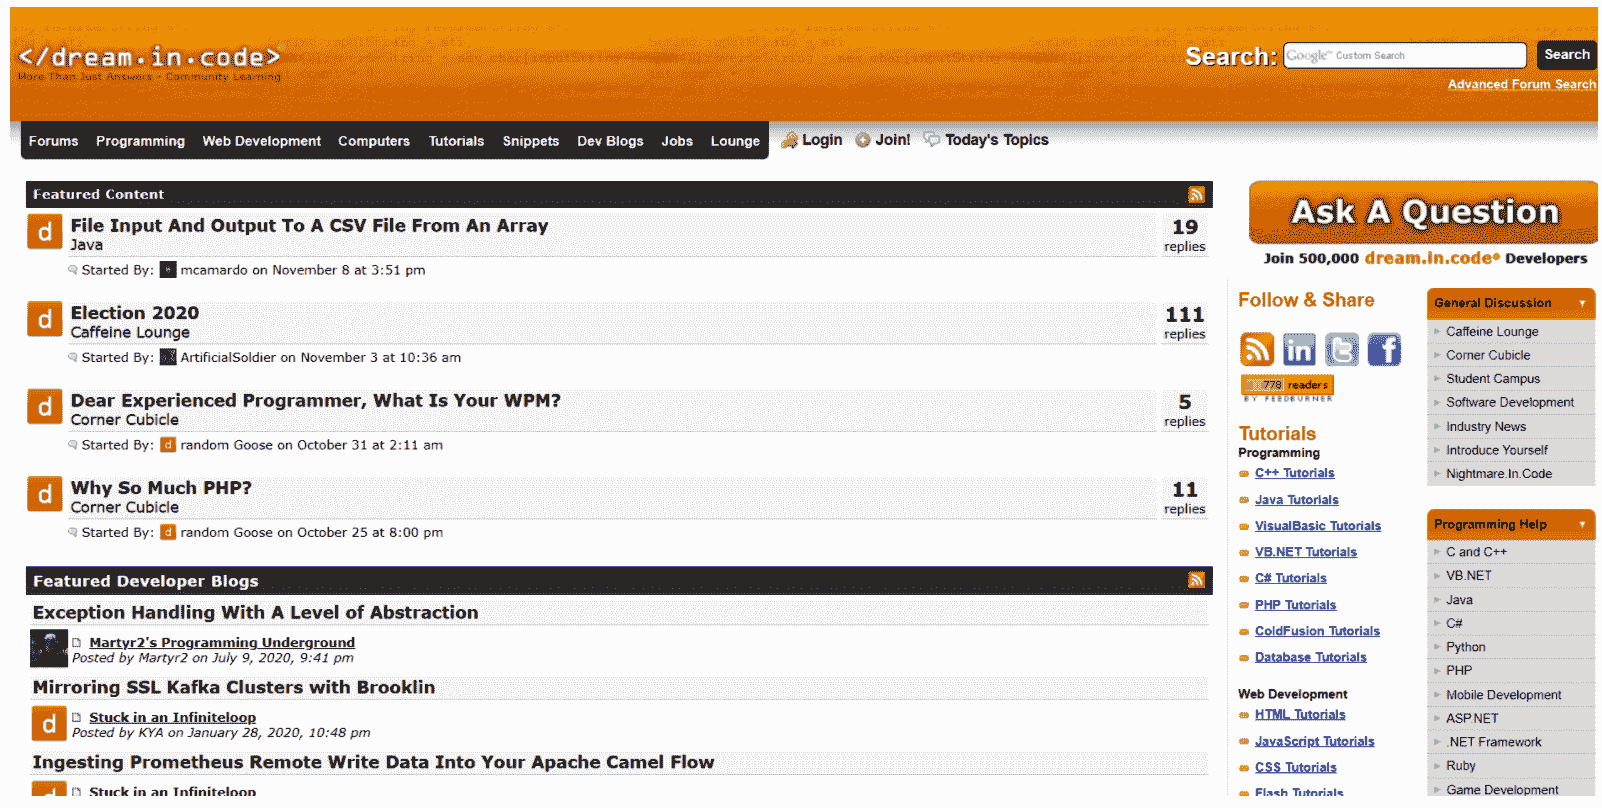 </dream.in.code>
More Than Just Answers - Community Learning
Search: Google™ Custom Search Search
Advanced Forum Search
Forums Programming Web Development Computers Tutorials Snippets Dev Blogs Jobs Lounge Login Join! Today's Topics
Featured Content
d File Input And Output To A CSV File From An Array
Java
19
replies
Started By: mcamardo on November 8 at 3:51 pm
d Election 2020
Caffeine Lounge
111
replies
Started By: ArtificialSoldier on November 3 at 10:36 am
d Dear Experienced Programmer, What Is Your WPM?
Corner Cubicle
5
replies
Started By: d random Goose on October 31 at 2:11 am
d Why So Much PHP?
Corner Cubicle
11
replies
Started By: d random Goose on October 25 at 8:00 pm
Featured Developer Blogs
Exception Handling With A Level of Abstraction
Martyr2's Programming Underground
Posted by Martyr2 on July 9, 2020, 9:41 pm
Mirroring SSL Kafka Clusters with Brooklin
d Stuck in an Infiniteloop
Posted by KYA on January 28, 2020, 10:48 pm
Ingesting Prometheus Remote Write Data Into Your Apache Camel Flow
d Stuck in an Infiniteloop
Ask A Question
Join 500,000 dream.in.code® Developers
Follow & Share
in t f
778 readers
BY FEEDBURNER
Tutorials
Programming
C++ Tutorials
Java Tutorials
VisualBasic Tutorials
VB.NET Tutorials
C# Tutorials
PHP Tutorials
ColdFusion Tutorials
Database Tutorials
Web Development
HTML Tutorials
JavaScript Tutorials
CSS Tutorials
Flash Tutorials
General Discussion
Caffeine Lounge
Corner Cubicle
Student Campus
Software Development
Industry News
Introduce Yourself
Nightmare.In.Code
Programming Help
C and C++
VB.NET
Java
C#
Python
PHP
Mobile Development
ASP.NET
.NET Framework
Ruby
Game Development